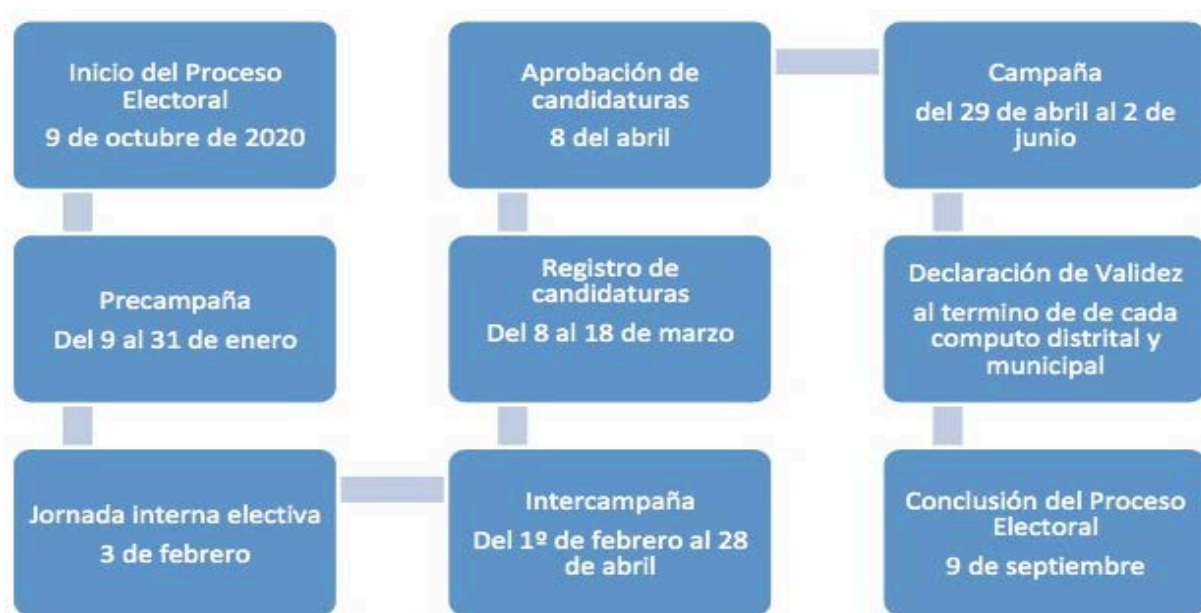 Inicio del Proceso
Electoral
9 de octubre de 2020
Precampaña
Del 9 al 31 de enero
Jornada interna electiva
3 de febrero
Intercampaña
Del 1º de febrero al 28
de abril
Registro de
candidaturas
Del 8 al 18 de marzo
Aprobación de
candidaturas
8 del abril
Campaña
del 29 de abril al 2 de
junio
Declaración de Validez
al termino de de cada
computo distrital y
municipal
Conclusión del Proceso
Electoral
9 de septiembre